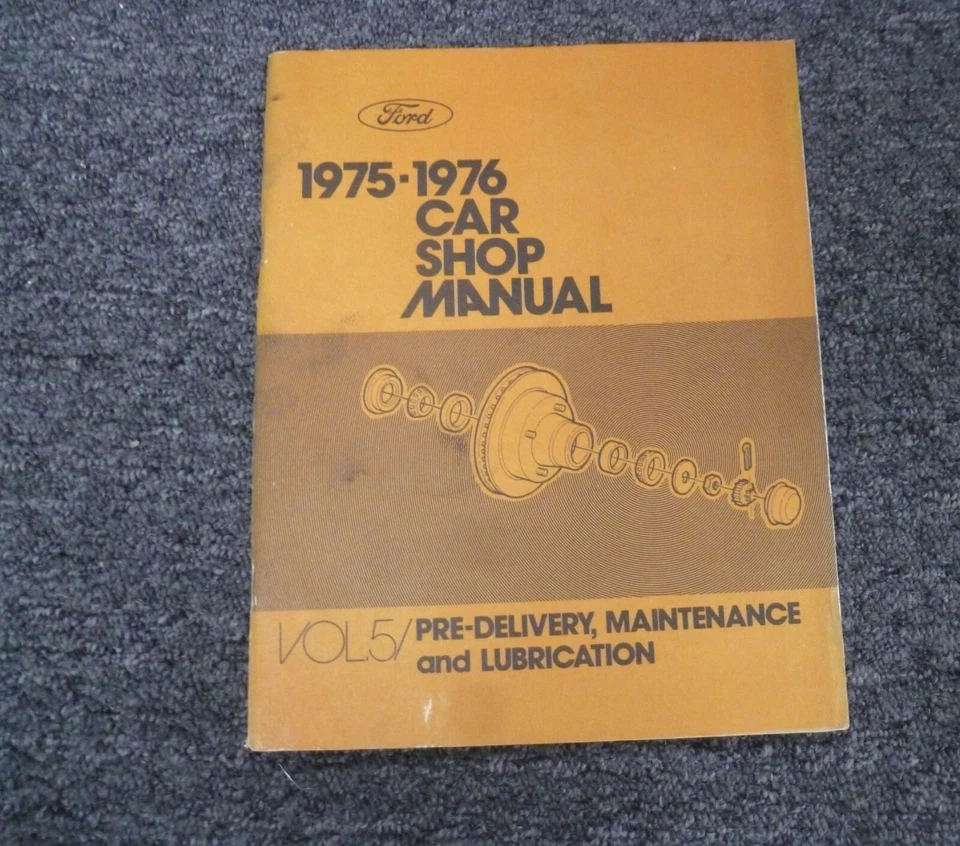 Ford
1975-1976
CAR
SHOP
MANUAL
VOL.5/ PRE-DELIVERY, MAINTENANCE
and LUBRICATION